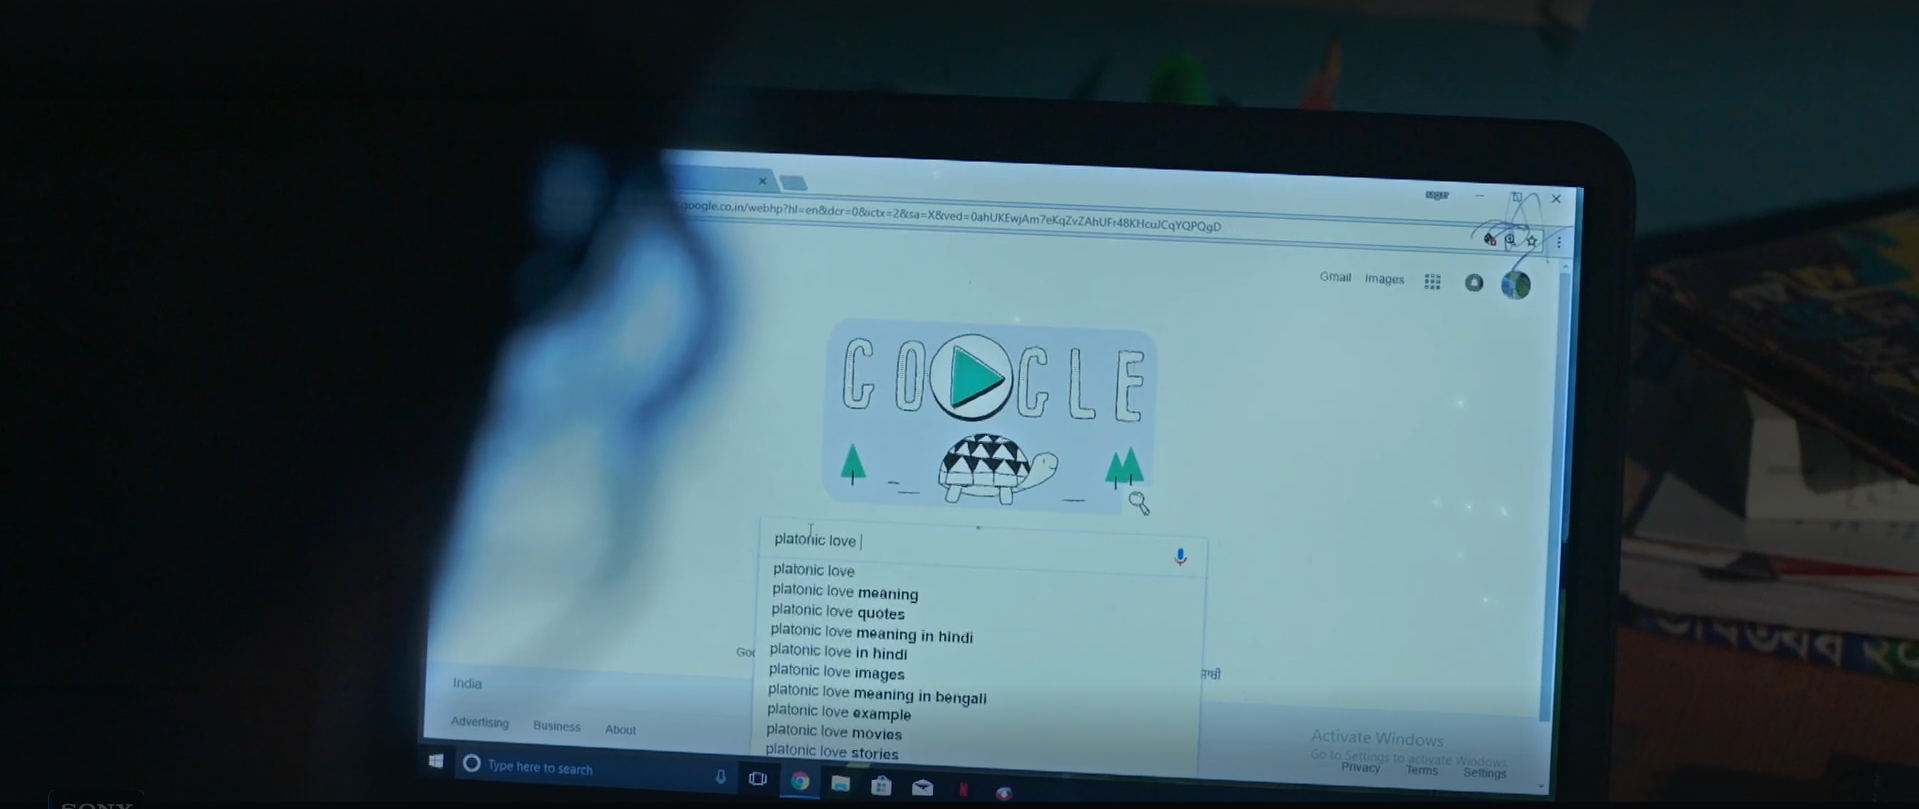 google.co.in/webhp?hl=en&dcr=0&ictx=2&sa=X&ved=0ahUKEwjAm7eKqZvZAhUFr48KHcuJCqYQPQgD
Gmail Images
GOOGLE
platonic love
platonic love
platonic love meaning
platonic love quotes
platonic love meaning in hindi
platonic love in hindi
platonic love images
platonic love meaning in bengali
platonic love example
platonic love movies
platonic love stories
India
Advertising Business About
Activate Windows
Go to Settings to activate Windows.
Privacy Terms Settings
Type here to search
SONY